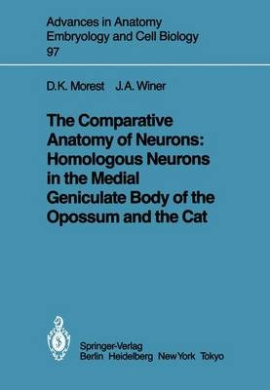 Advances in Anatomy
Embryology and Cell Biology
97
D.K. Morest J.A. Winer
The Comparative
Anatomy of Neurons:
Homologous Neurons
in the Medial
Geniculate Body of the
Opossum and the Cat
Springer-Verlag
Berlin Heidelberg New York Tokyo